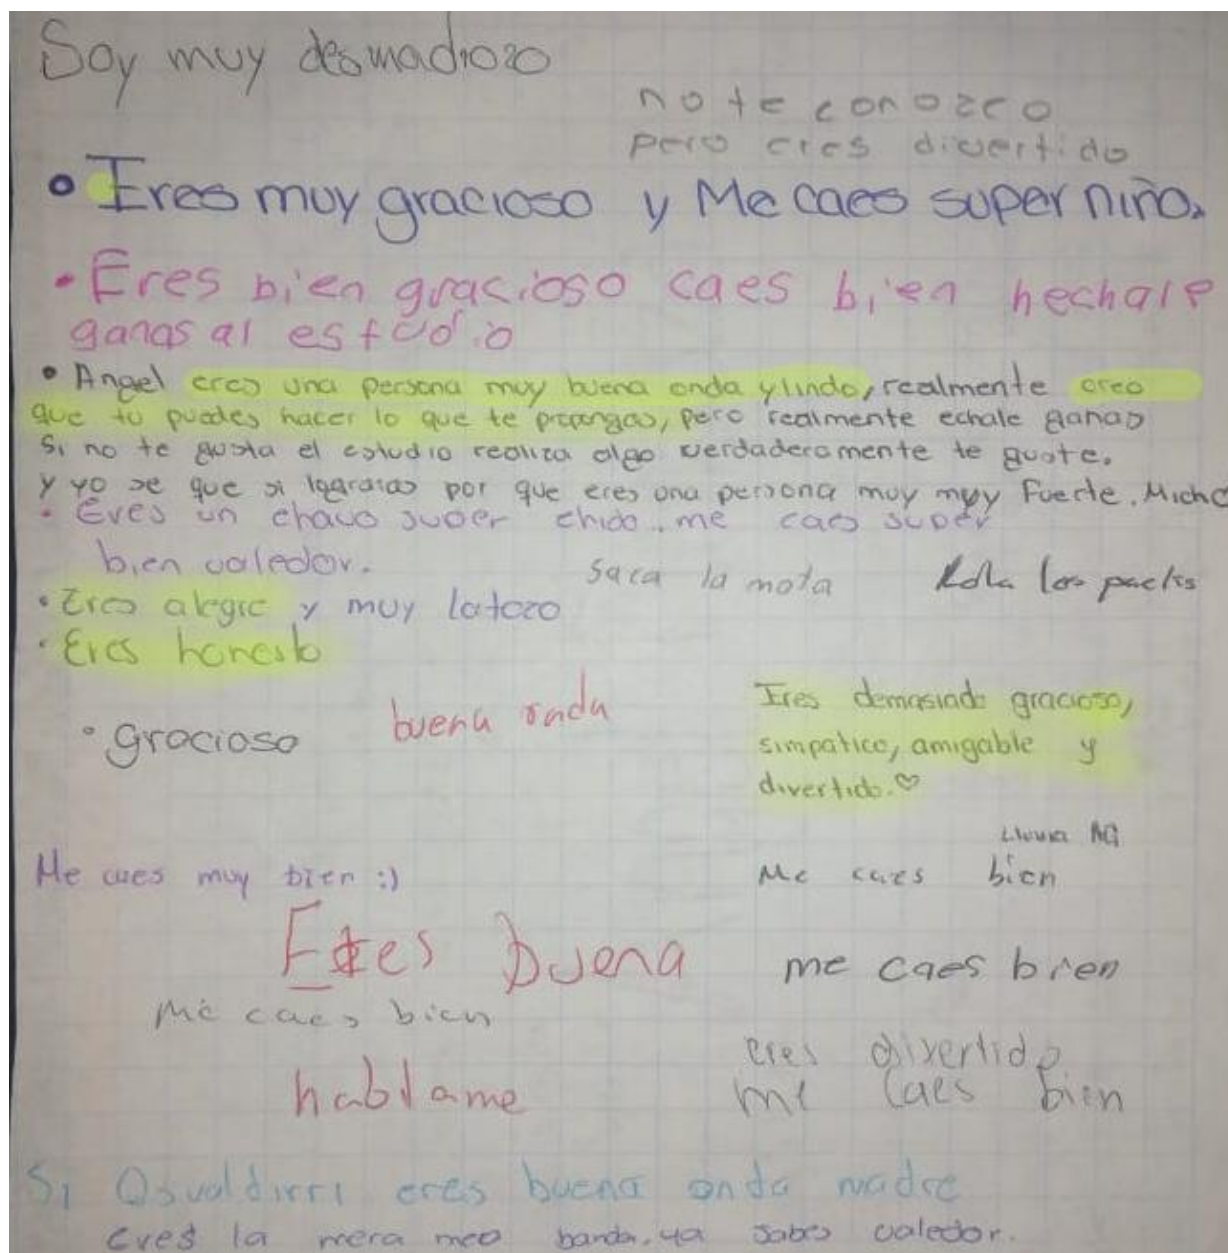 Soy muy desmadrozo
no te conozco
pero eres divertido
• Eres muy gracioso y Me caes super niño.
• Eres bien gracioso caes bien hechale
ganas al estudio
• Angel eres una persona muy buena onda y lindo, realmente creo
que tu puedes hacer lo que te propongas, pero realmente echale ganas
Si no te gusta el estudio realiza algo verdaderamente te guste.
y yo se que si lograras por que eres una persona muy muy Fuerte. Micho
• Eres un chavo super chido. me caes super
bien valedor.
saca la mota
Rola los packs
• Eres alegre y muy latozo
• Eres honesto
• gracioso
buena onda
Eres demasiado gracioso,
simpatico, amigable y
divertido. ♡
Me caes muy bien :)
Lluvia AG
Me caes bien
Eres buena
me caes bien
Me caes bien
eres divertido
me caes bien
hablame
Si Osvaldirri eres buena onda madre
eres la mera meo banda. ya sabes valedor.